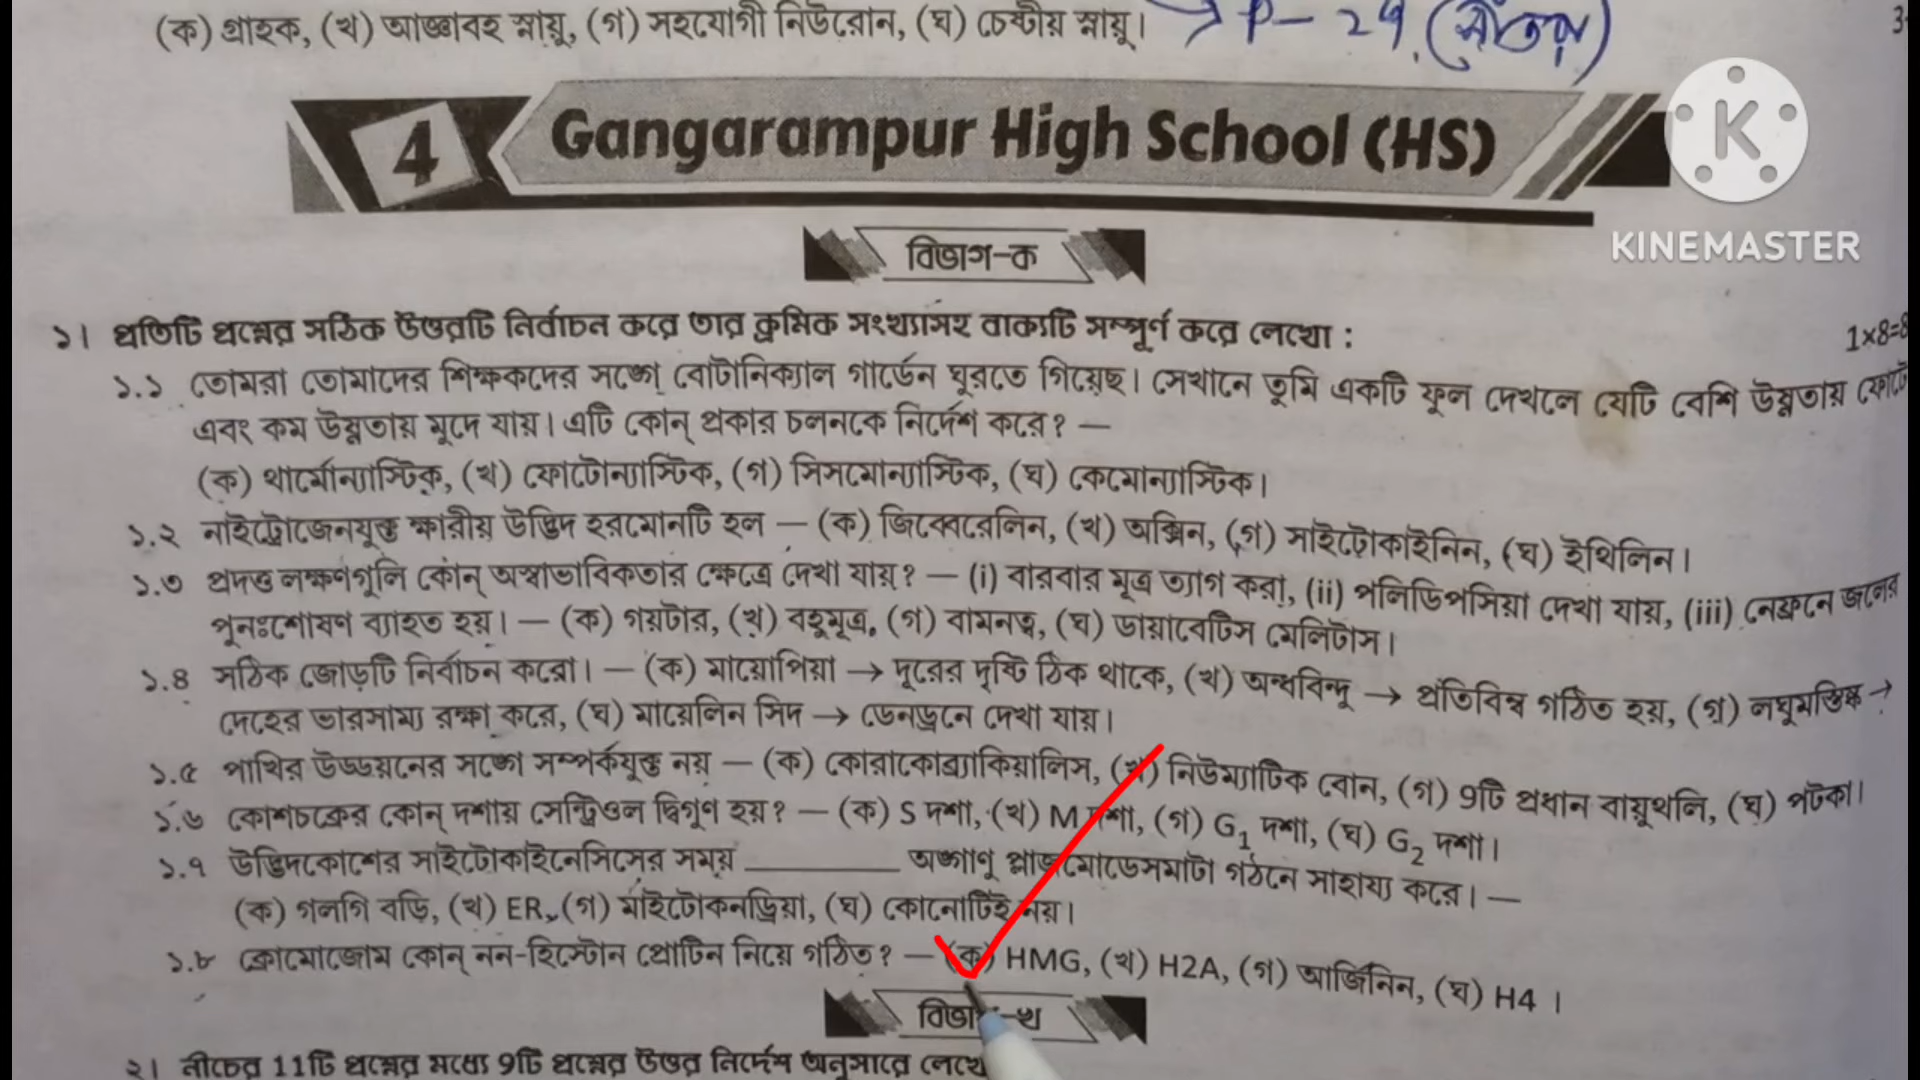 (ক) গ্রাহক, (খ) আজ্ঞাবহ স্নায়ু, (গ) সহযোগী নিউরোন, (ঘ) চেষ্টীয় স্নায়ু। → P - 29
4 Gangarampur High School (HS)
K
KINEMASTER
বিভাগ-ক
১। প্রতিটি প্রশ্নের সঠিক উত্তরটি নির্বাচন করে তার ক্রমিক সংখ্যাসহ বাক্যটি সম্পূর্ণ করে লেখো : 1×8=8
১.১ তোমরা তোমাদের শিক্ষকদের সঙ্গে বোটানিক্যাল গার্ডেন ঘুরতে গিয়েছ। সেখানে তুমি একটি ফুল দেখলে যেটি বেশি উষ্ণতায় ফোটে
এবং কম উষ্ণতায় মুদে যায়। এটি কোন্ প্রকার চলনকে নির্দেশ করে? —
(ক) থার্মোন্যাস্টিক, (খ) ফোটোন্যাস্টিক, (গ) সিসমোন্যাস্টিক, (ঘ) কেমোন্যাস্টিক।
১.২ নাইট্রোজেনযুক্ত ক্ষারীয় উদ্ভিদ হরমোনটি হল — (ক) জিব্বেরেলিন, (খ) অক্সিন, (গ) সাইটোকাইনিন, (ঘ) ইথিলিন।
১.৩ প্রদত্ত লক্ষণগুলি কোন্ অস্বাভাবিকতার ক্ষেত্রে দেখা যায়? — (i) বারবার মূত্র ত্যাগ করা, (ii) পলিডিপসিয়া দেখা যায়, (iii) নেফ্রনে জলের
পুনঃশোষণ ব্যাহত হয়। — (ক) গয়টার, (খ) বহুমূত্র, (গ) বামনত্ব, (ঘ) ডায়াবেটিস মেলিটাস।
১.৪ সঠিক জোড়টি নির্বাচন করো। — (ক) মায়োপিয়া → দূরের দৃষ্টি ঠিক থাকে, (খ) অন্ধবিন্দু → প্রতিবিম্ব গঠিত হয়, (গ) লঘুমস্তিষ্ক →
দেহের ভারসাম্য রক্ষা করে, (ঘ) মায়েলিন সিদ → ডেনড্রনে দেখা যায়।
১.৫ পাখির উড্ডয়নের সঙ্গে সম্পর্কযুক্ত নয় — (ক) কোরাকোব্র্যাকিয়ালিস, (খ) নিউম্যাটিক বোন, (গ) 9টি প্রধান বায়ুথলি, (ঘ) পটকা।
১.৬ কোশচক্রের কোন্ দশায় সেন্ট্রিওল দ্বিগুণ হয়? — (ক) S দশা, (খ) M দশা, (গ) G₁ দশা, (ঘ) G₂ দশা।
১.৭ উদ্ভিদকোশের সাইটোকাইনেসিসের সময় __________ অঙ্গাণু প্লাজমোডেসমাটা গঠনে সাহায্য করে। —
(ক) গলগি বডি, (খ) ER, (গ) মাইটোকনড্রিয়া, (ঘ) কোনোটিই নয়।
১.৮ ক্রোমোজোম কোন্ নন-হিস্টোন প্রোটিন নিয়ে গঠিত? — (ক) HMG, (খ) H2A, (গ) আর্জিনিন, (ঘ) H4 ।
বিভাগ-খ
২। নীচের 11টি প্রশ্নের মধ্যে 9টি প্রশ্নের উত্তর নির্দেশ অনুসারে লেখো